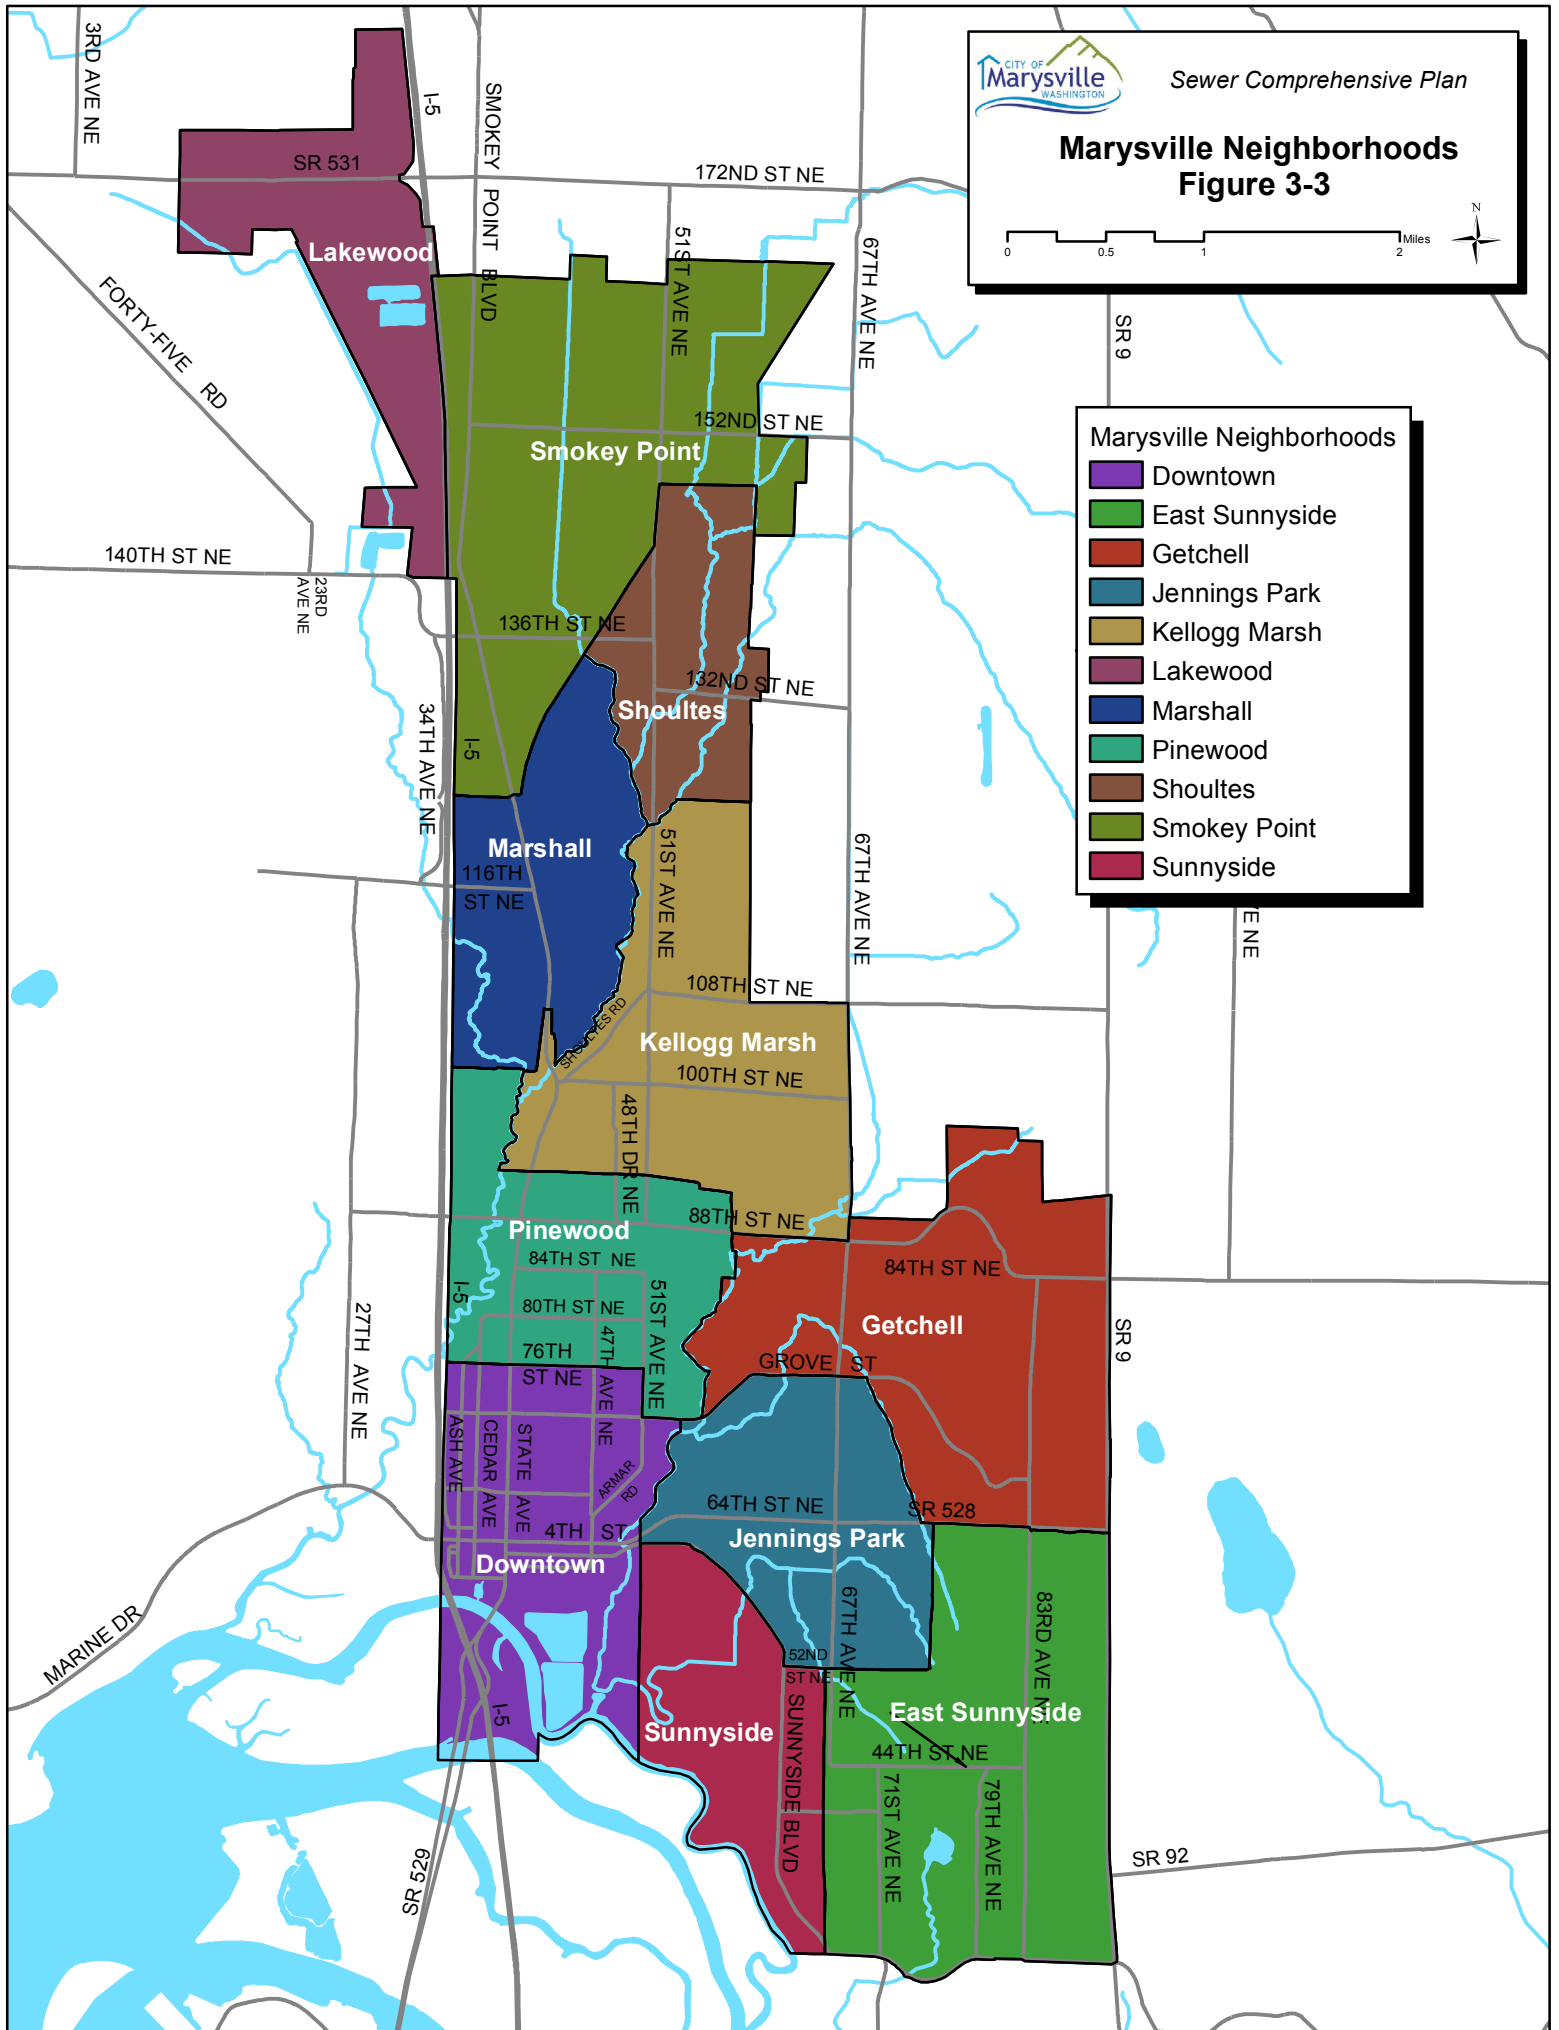 CITY OF
Marysville
WASHINGTON
Sewer Comprehensive Plan
Marysville Neighborhoods
Figure 3-3
N
Miles
0 0.5 1 2
3RD AVE NE
I-5
SMOKEY POINT BLVD
SR 531
172ND ST NE
51ST AVE NE
67TH AVE NE
Lakewood
FORTY-FIVE RD
SR 9
152ND ST NE
Smokey Point
Marysville Neighborhoods
Downtown
East Sunnyside
Getchell
Jennings Park
Kellogg Marsh
Lakewood
Marshall
Pinewood
Shoultes
Smokey Point
Sunnyside
140TH ST NE
23RD
AVE NE
136TH ST NE
132ND ST NE
Shoultes
34TH AVE NE
I-5
Marshall
116TH
ST NE
51ST AVE NE
67TH AVE NE
VE NE
108TH ST NE
SHOULTES RD
Kellogg Marsh
100TH ST NE
48TH DR NE
88TH ST NE
Pinewood
84TH ST NE
84TH ST NE
I-5
80TH ST NE
51ST AVE NE
27TH AVE NE
47TH AVE NE
76TH
ST NE
Getchell
GROVE ST
SR 9
ASH AVE
CEDAR AVE
STATE AVE
ARMAR
RD
64TH ST NE
SR 528
4TH ST
Jennings Park
Downtown
MARINE DR
67TH AVE NE
83RD AVE NE
52ND
ST NE
I-5
Sunnyside
SUNNYSIDE BLVD
East Sunnyside
44TH ST NE
71ST AVE NE
79TH AVE NE
SR 529
SR 92